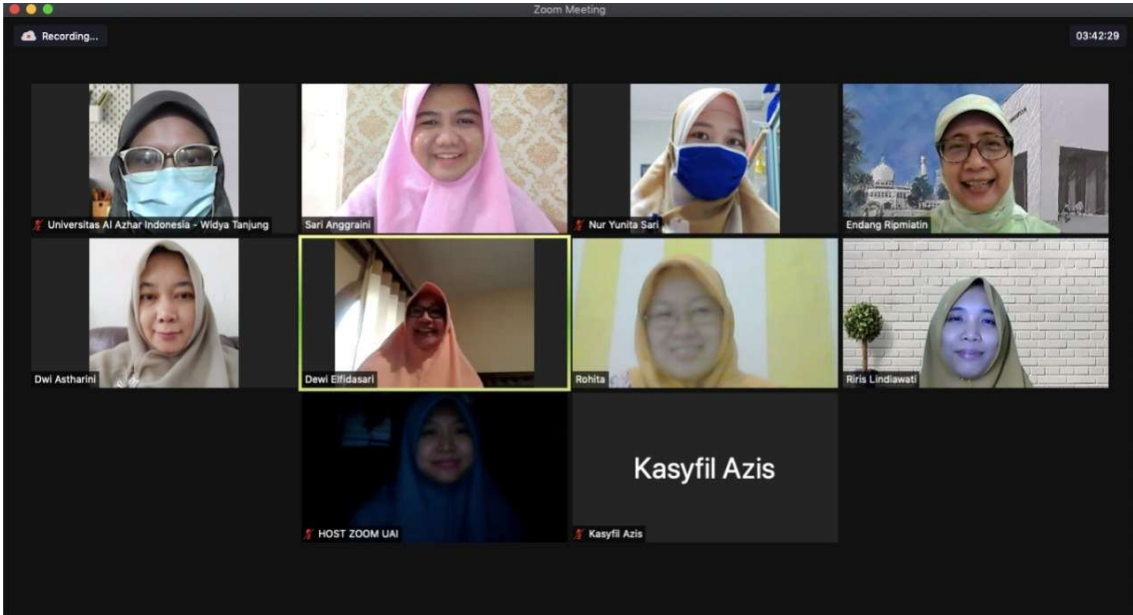 Zoom Meeting
Recording...
03:42:29
Universitas Al Azhar Indonesia - Widya Tanjung
Sari Anggraini
Nur Yunita Sari
Endang Ripmiatin
Dwi Astharini
Dewi Elfidasari
Rohita
Riris Lindiawati
Kasyfil Azis
HOST ZOOM UAI
Kasyfil Azis